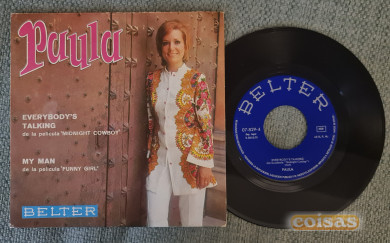 Paula
EVERYBODY'S
TALKING
de la película "MIDNIGHT COWBOY"
MY MAN
de la película "FUNNY GIRL"
BELTER
BELTER
PAULA
coisas